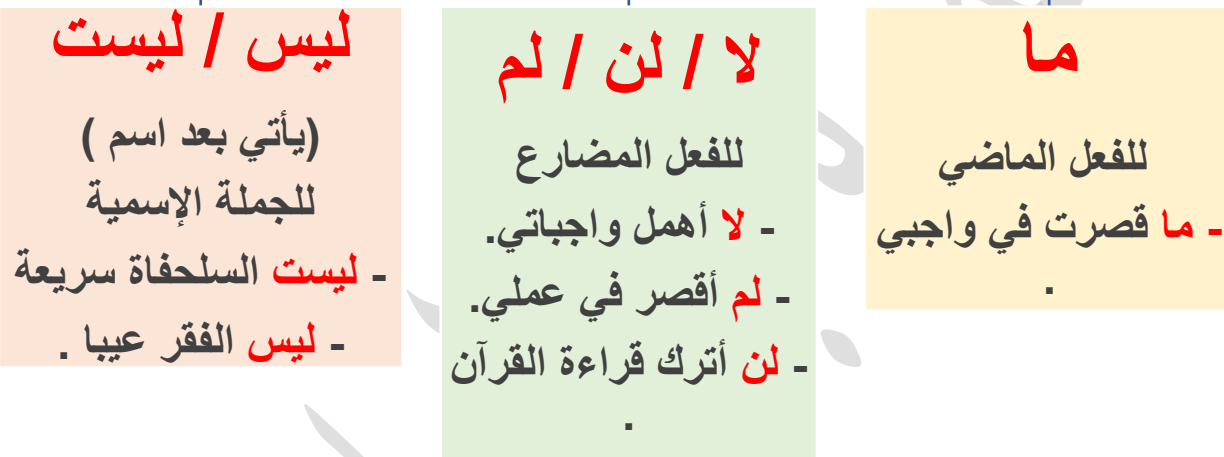 ما
للفعل الماضي
- ما قصرت في واجبي
.
لا / لن / لم
للفعل المضارع
- لا أهمل واجباتي.
- لم أقصر في عملي.
- لن أترك قراءة القرآن
.
ليس / ليست
(يأتي بعد اسم )
للجملة الإسمية
- ليست السلحفاة سريعة
- ليس الفقر عيبا .